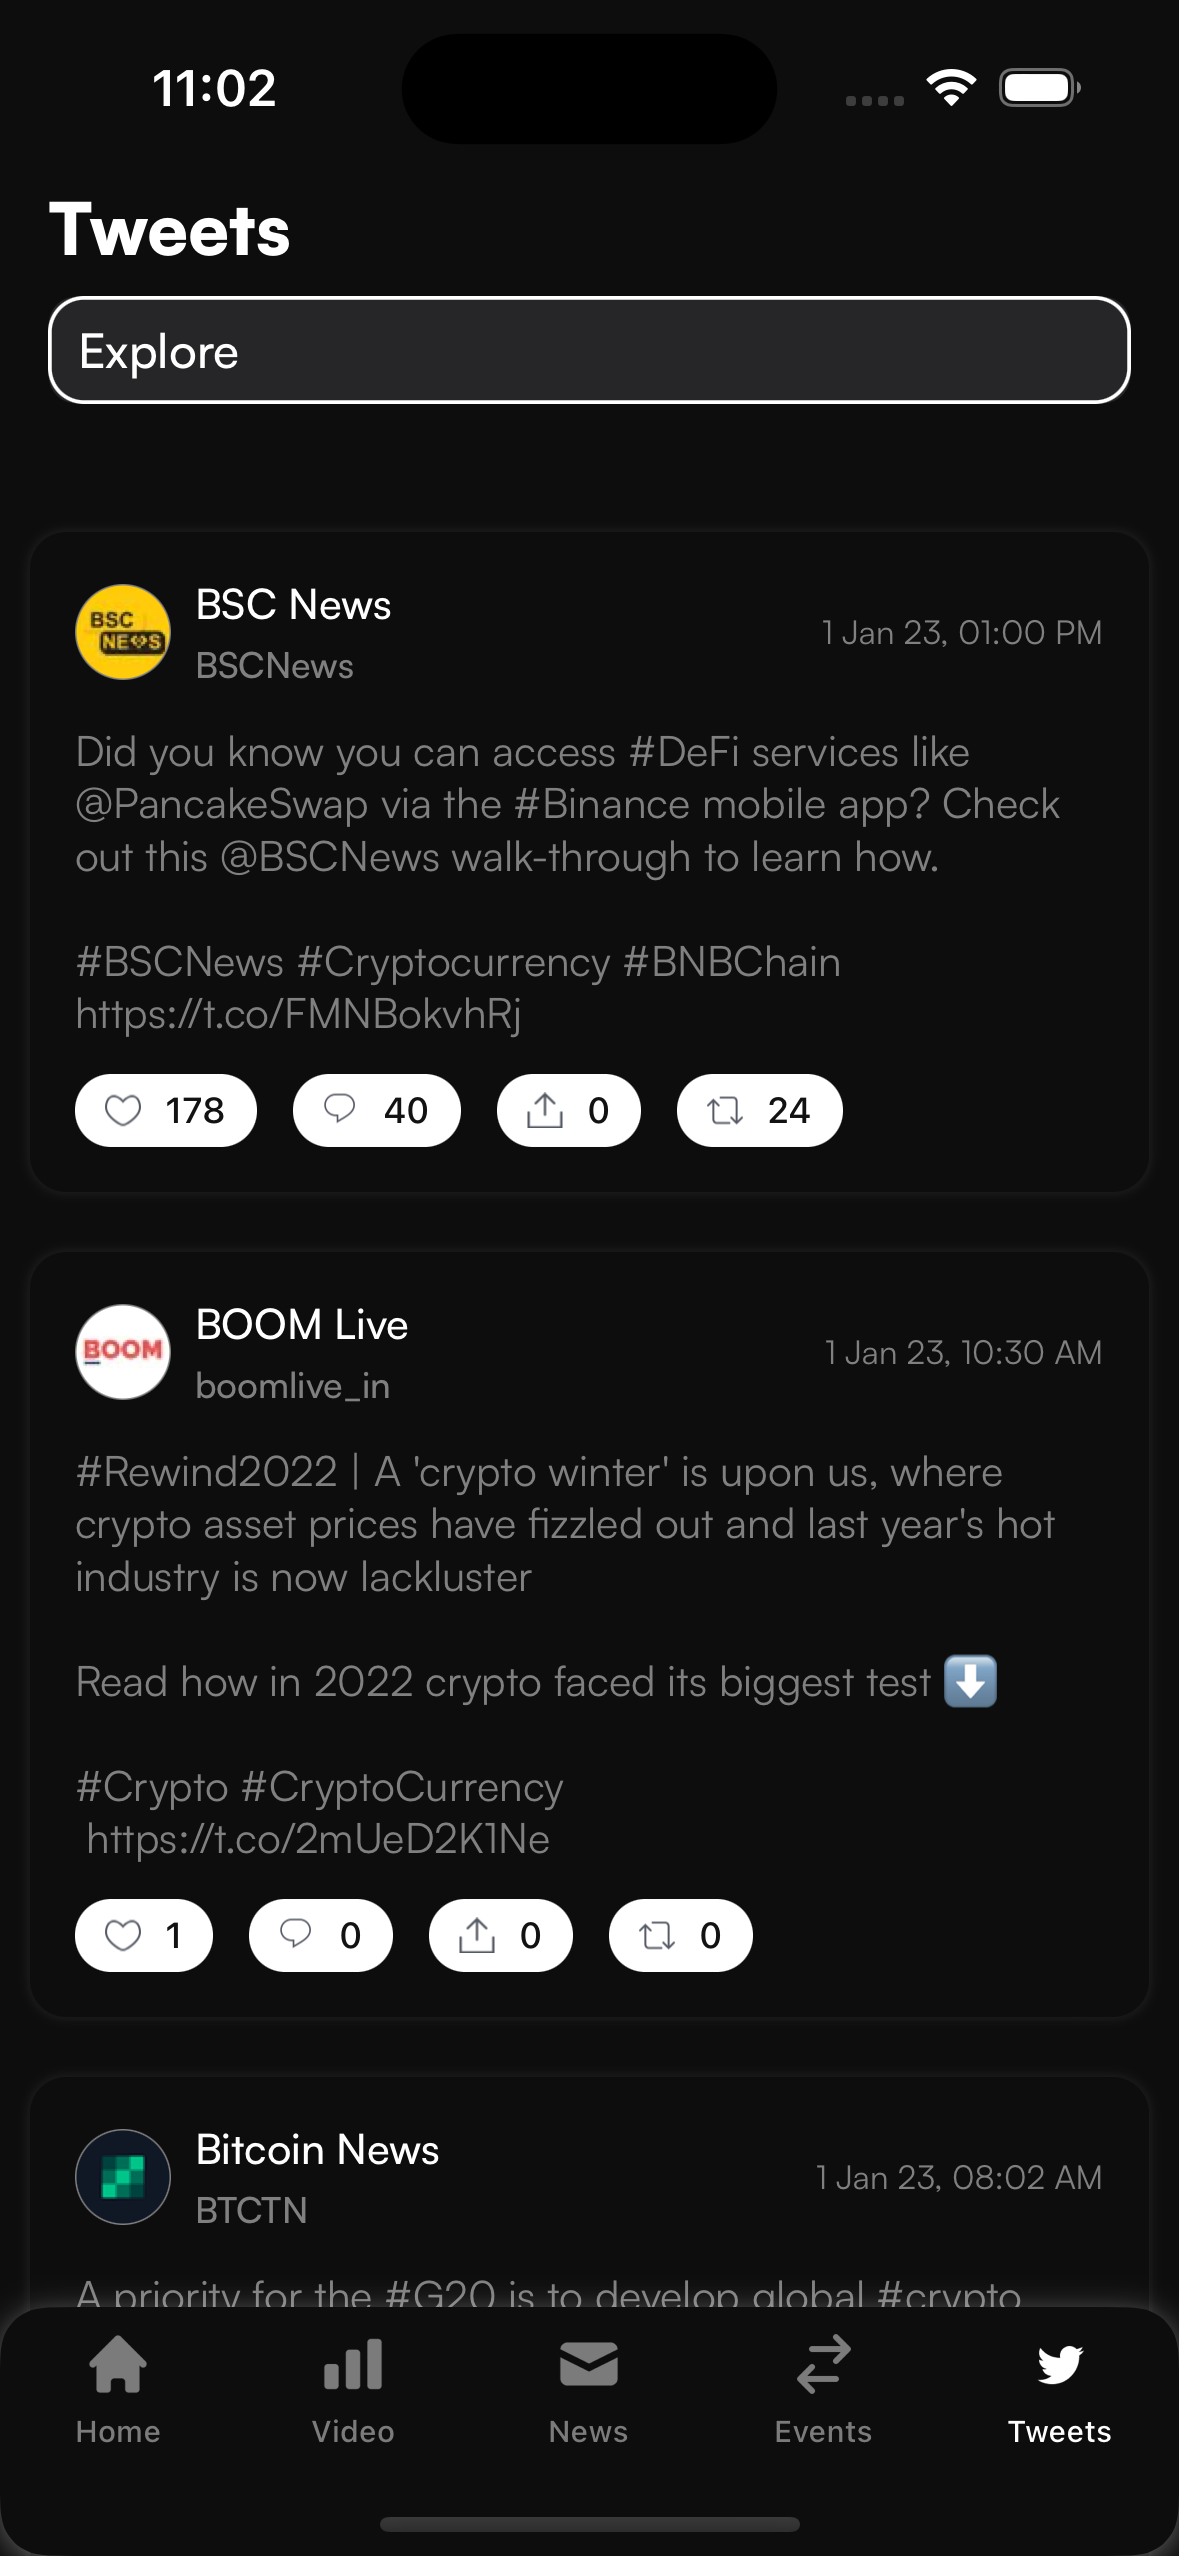 11:02
Tweets
Explore
BSC
NEWS
BSC News
BSCNews
1 Jan 23, 01:00 PM
Did you know you can access #DeFi services like
@PancakeSwap via the #Binance mobile app? Check
out this @BSCNews walk-through to learn how.
#BSCNews #Cryptocurrency #BNBChain
https://t.co/FMNBokvhRj
178 40 0 24
BOOM
BOOM Live
boomlive_in
1 Jan 23, 10:30 AM
#Rewind2022 | A 'crypto winter' is upon us, where
crypto asset prices have fizzled out and last year's hot
industry is now lackluster
Read how in 2022 crypto faced its biggest test ⬇️
#Crypto #CryptoCurrency
https://t.co/2mUeD2K1Ne
1 0 0 0
Bitcoin News
BTCTN
1 Jan 23, 08:02 AM
A priority for the #G20 is to develop global #crypto
Home Video News Events Tweets